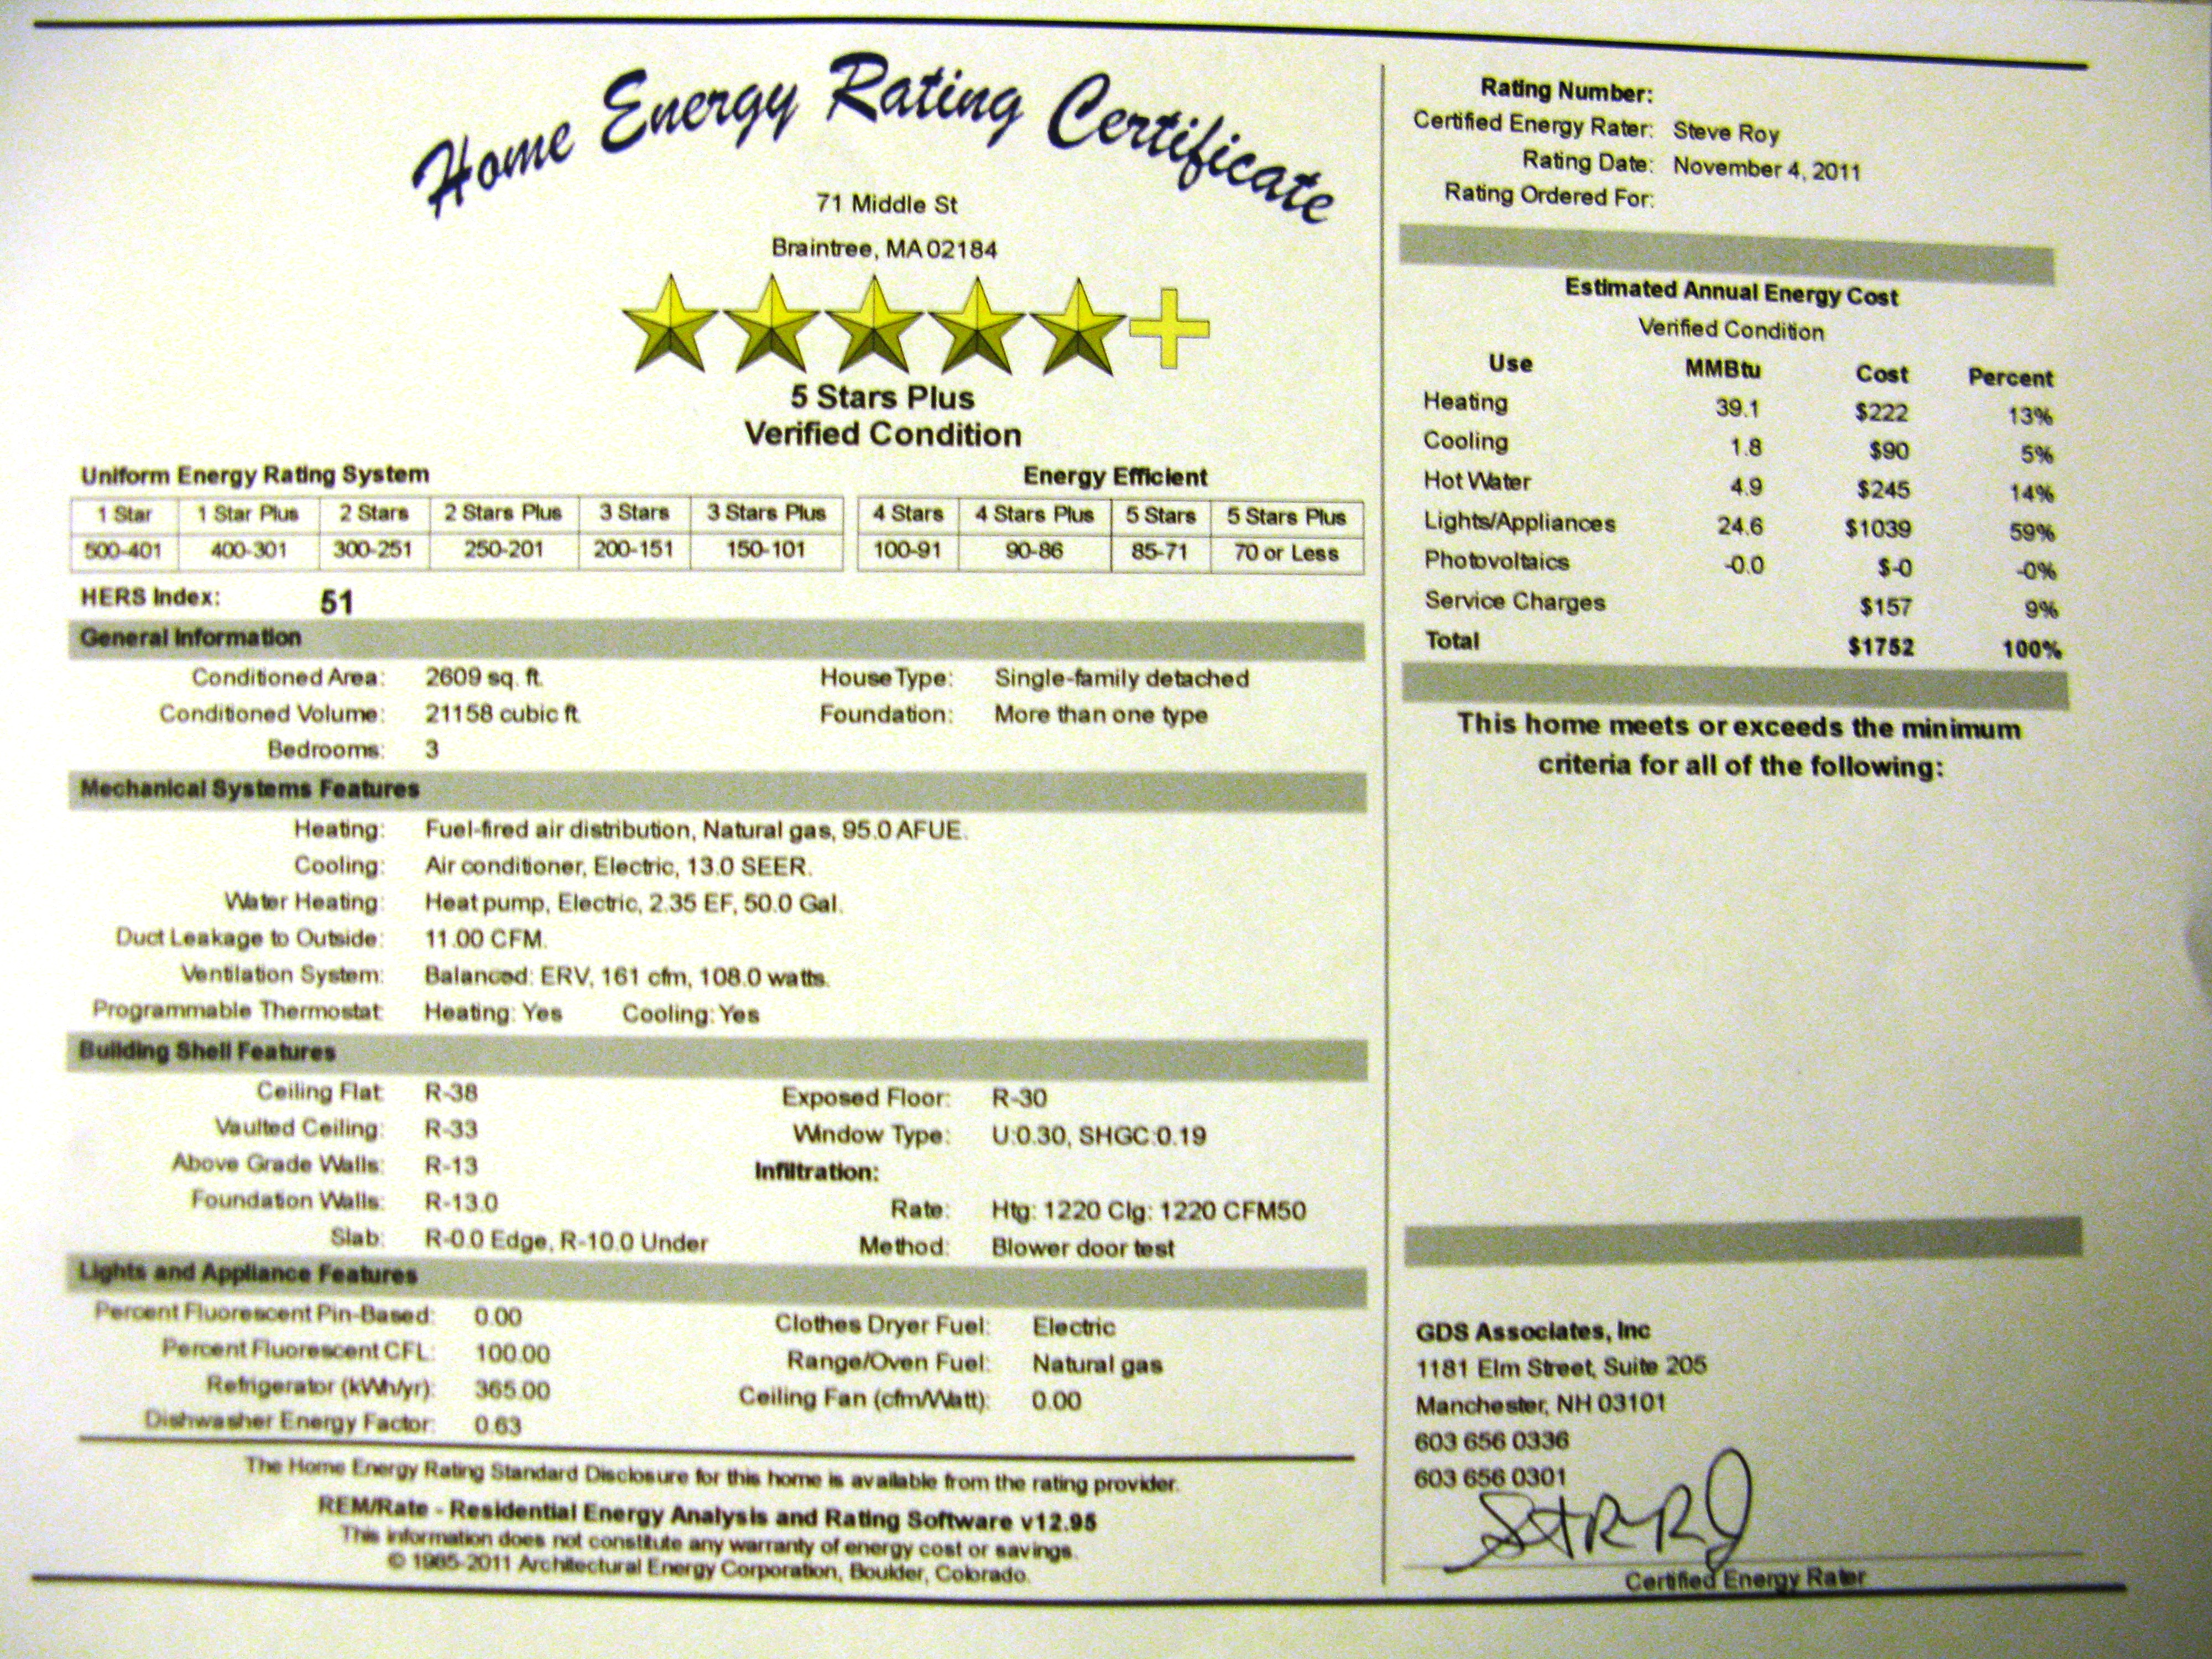 Home Energy Rating Certificate
71 Middle St
Braintree, MA 02184
5 Stars Plus
Verified Condition
Uniform Energy Rating System
Energy Efficient
1 Star 1 Star Plus 2 Stars 2 Stars Plus 3 Stars 3 Stars Plus 4 Stars 4 Stars Plus 5 Stars 5 Stars Plus
500-401 400-301 300-251 250-201 200-151 150-101 100-91 90-86 85-71 70 or Less
HERS Index: 51
General Information
Conditioned Area: 2609 sq. ft. House Type: Single-family detached
Conditioned Volume: 21158 cubic ft. Foundation: More than one type
Bedrooms: 3
Mechanical Systems Features
Heating: Fuel-fired air distribution, Natural gas, 95.0 AFUE.
Cooling: Air conditioner, Electric, 13.0 SEER.
Water Heating: Heat pump, Electric, 2.35 EF, 50.0 Gal.
Duct Leakage to Outside: 11.00 CFM.
Ventilation System: Balanced: ERV, 161 cfm, 108.0 watts.
Programmable Thermostat: Heating: Yes Cooling: Yes
Building Shell Features
Ceiling Flat: R-38 Exposed Floor: R-30
Vaulted Ceiling: R-33 Window Type: U:0.30, SHGC:0.19
Above Grade Walls: R-13 Infiltration:
Foundation Walls: R-13.0 Rate: Htg: 1220 Clg: 1220 CFM50
Slab: R-0.0 Edge, R-10.0 Under Method: Blower door test
Lights and Appliance Features
Percent Fluorescent Pin-Based: 0.00 Clothes Dryer Fuel: Electric
Percent Fluorescent CFL: 100.00 Range/Oven Fuel: Natural gas
Refrigerator (kWh/yr): 365.00 Ceiling Fan (cfm/Watt): 0.00
Dishwasher Energy Factor: 0.63
The Home Energy Rating Standard Disclosure for this home is available from the rating provider.
REM/Rate - Residential Energy Analysis and Rating Software v12.95
This information does not constitute any warranty of energy cost or savings.
© 1985-2011 Architectural Energy Corporation, Boulder, Colorado.
Rating Number:
Certified Energy Rater: Steve Roy
Rating Date: November 4, 2011
Rating Ordered For:
Estimated Annual Energy Cost
Verified Condition
Use MMBtu Cost Percent
Heating 39.1 $222 13%
Cooling 1.8 $90 5%
Hot Water 4.9 $245 14%
Lights/Appliances 24.6 $1039 59%
Photovoltaics -0.0 $-0 -0%
Service Charges $157 9%
Total $1752 100%
This home meets or exceeds the minimum
criteria for all of the following:
GDS Associates, Inc
1181 Elm Street, Suite 205
Manchester, NH 03101
603 656 0336
603 656 0301
Certified Energy Rater